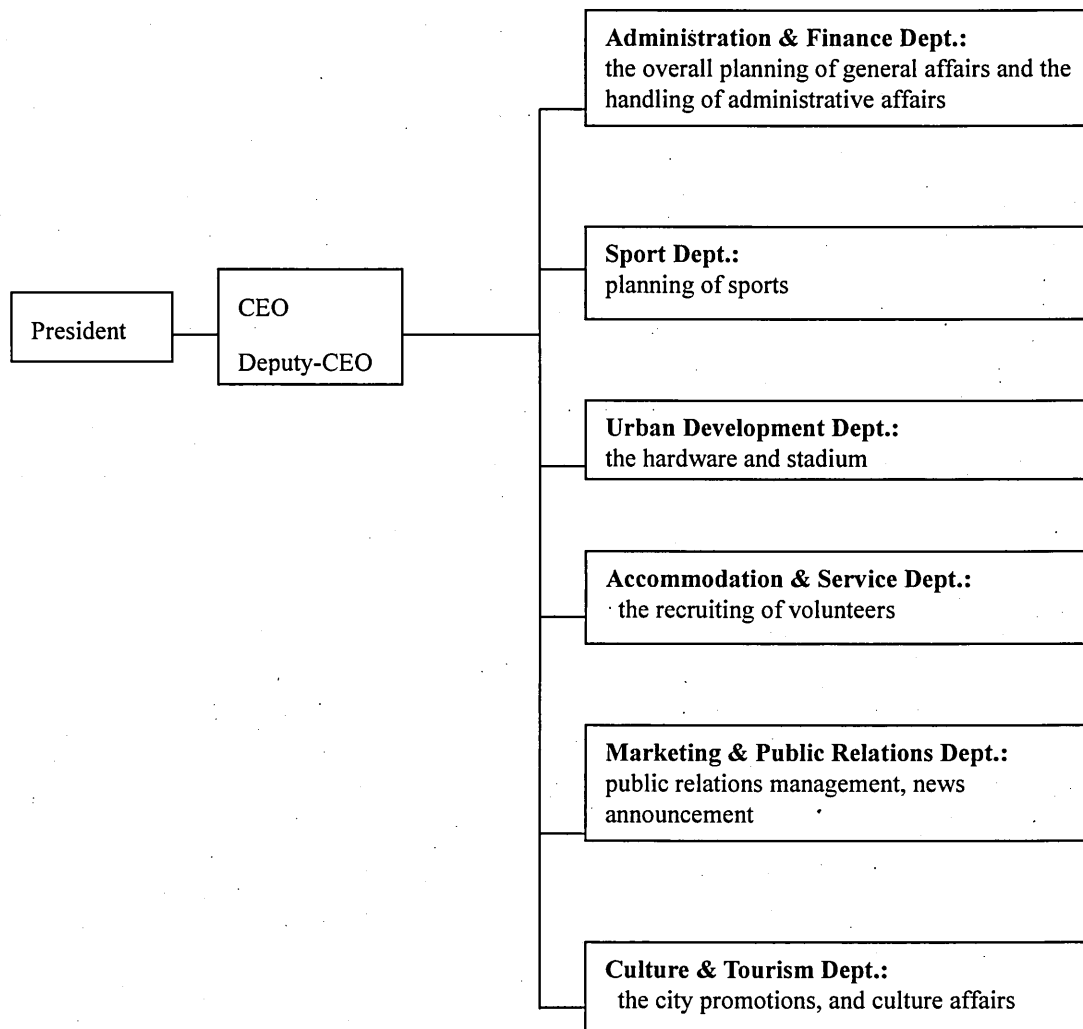 President
CEO
Deputy-CEO
Administration & Finance Dept.:
the overall planning of general affairs and the
handling of administrative affairs
Sport Dept.:
planning of sports
Urban Development Dept.:
the hardware and stadium
Accommodation & Service Dept.:
the recruiting of volunteers
Marketing & Public Relations Dept.:
public relations management, news
announcement
Culture & Tourism Dept.:
the city promotions, and culture affairs